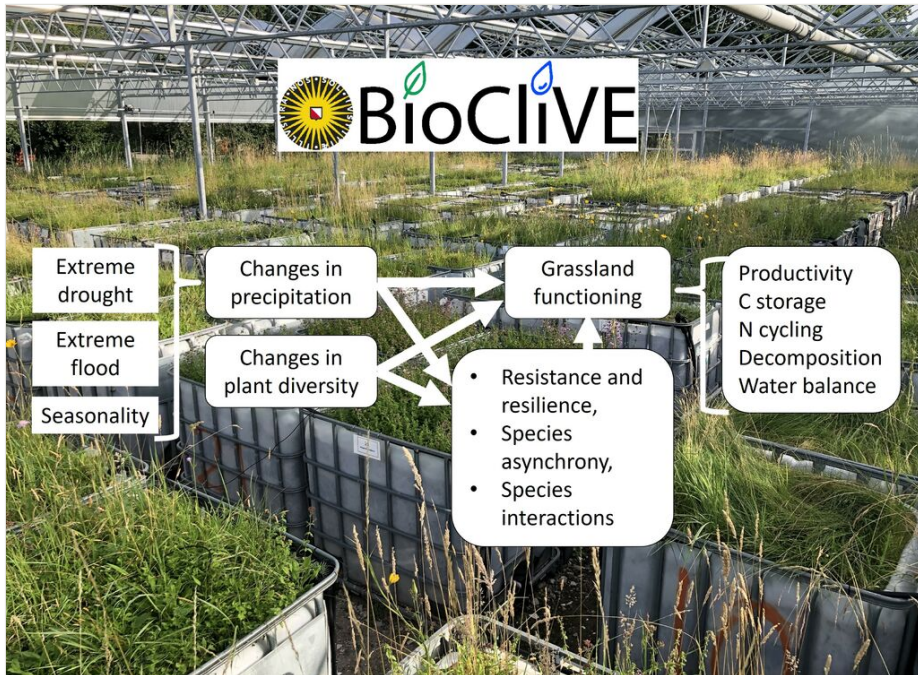 BioCliVE
Extreme
drought
Extreme
flood
Seasonality
Changes in
precipitation
Changes in
plant diversity
Grassland
functioning
• Resistance and
resilience,
• Species
asynchrony,
• Species
interactions
Productivity
C storage
N cycling
Decomposition
Water balance